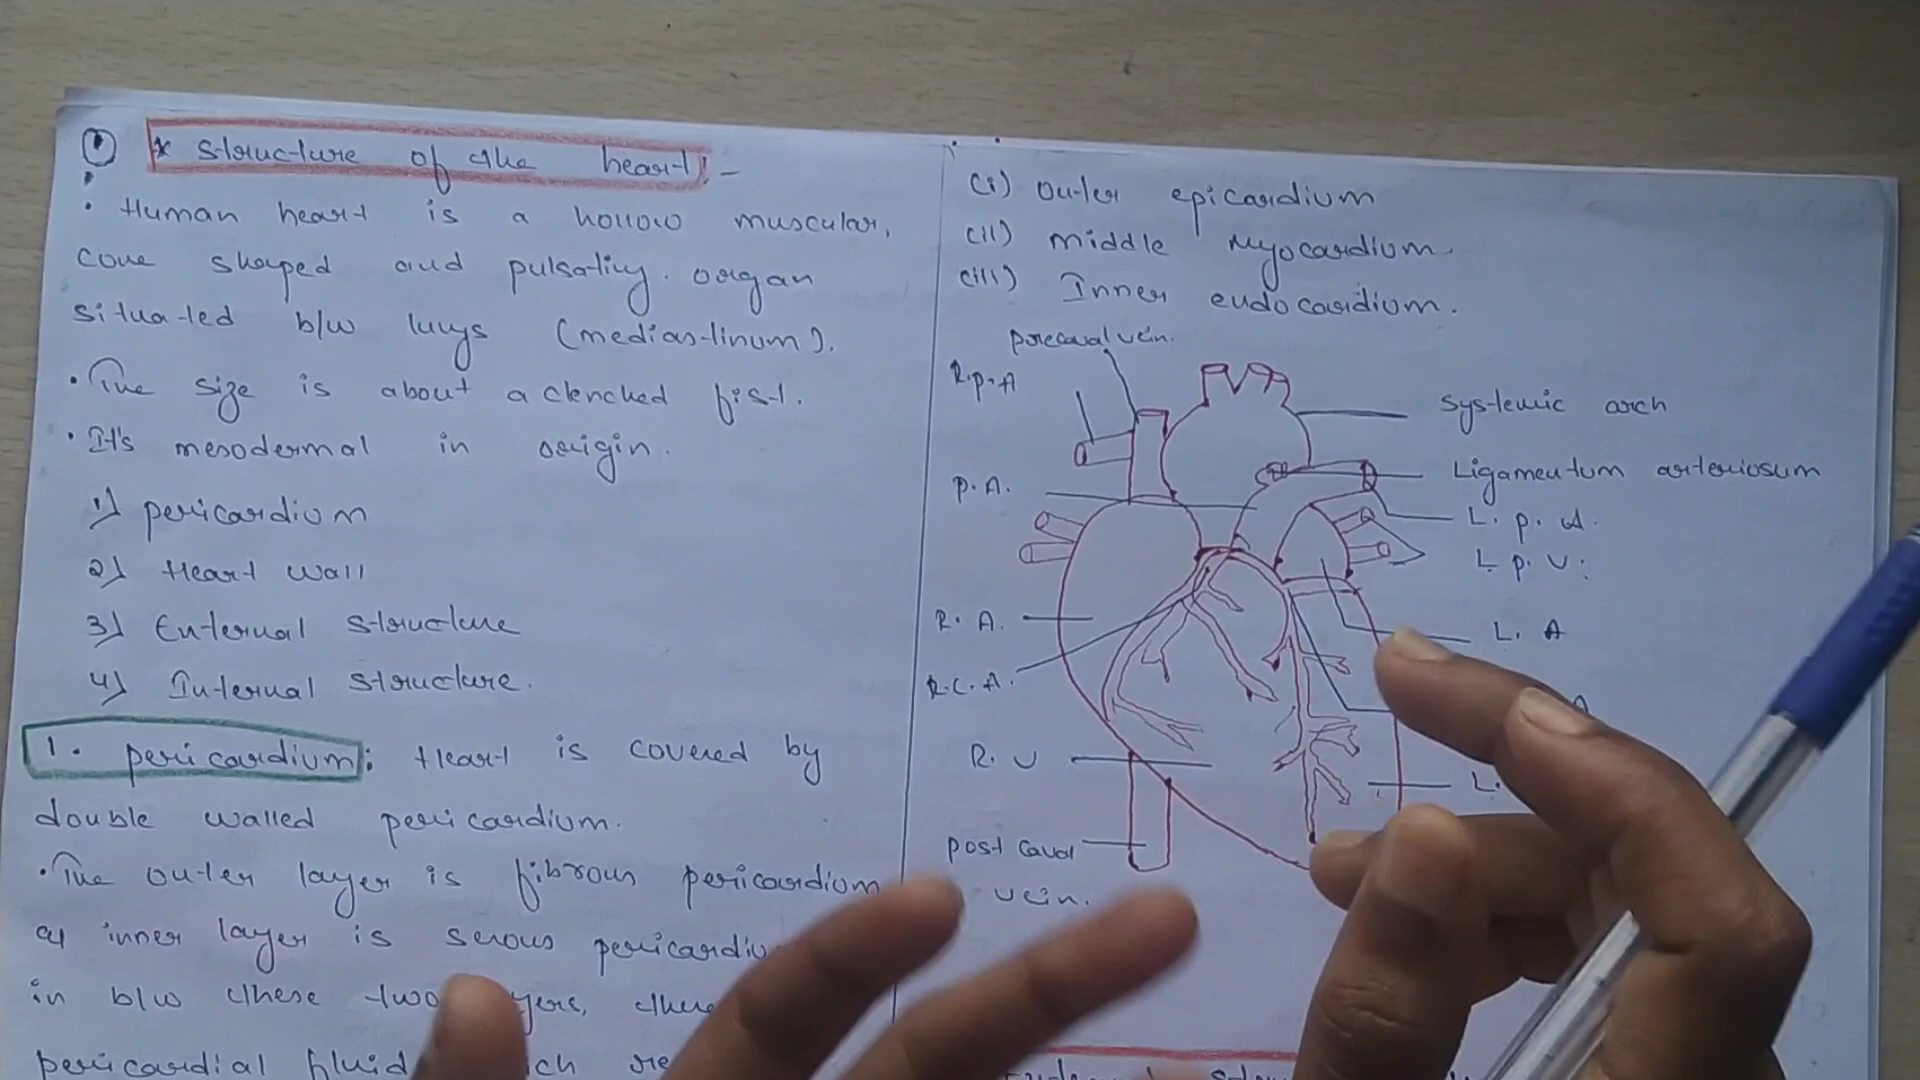 1
* Structure of the heart:-
• Human heart is a hollow muscular,
cone shaped and pulsating organ
situated b/w lungs (mediastinum).
• The size is about a clenched fist.
• It's mesodermal in origin.
1) pericardium
2) Heart wall
3) External structure
4) Internal structure.
1. pericardium: Heart is covered by
double walled pericardium.
• The outer layer is fibrous pericardium
inner layer is serous
in b/w these two
pericardial fluid
(i) outer epicardium
(ii) middle Myocardium
(iii) Inner endocardium.
precaval vein.
R.p.A
systemic arch
Ligamentum arteriosum
P.A.
L.p.A.
L.p.V:
R.A.
L.A
R.C.A.
R.V
L.
post caval
vein.